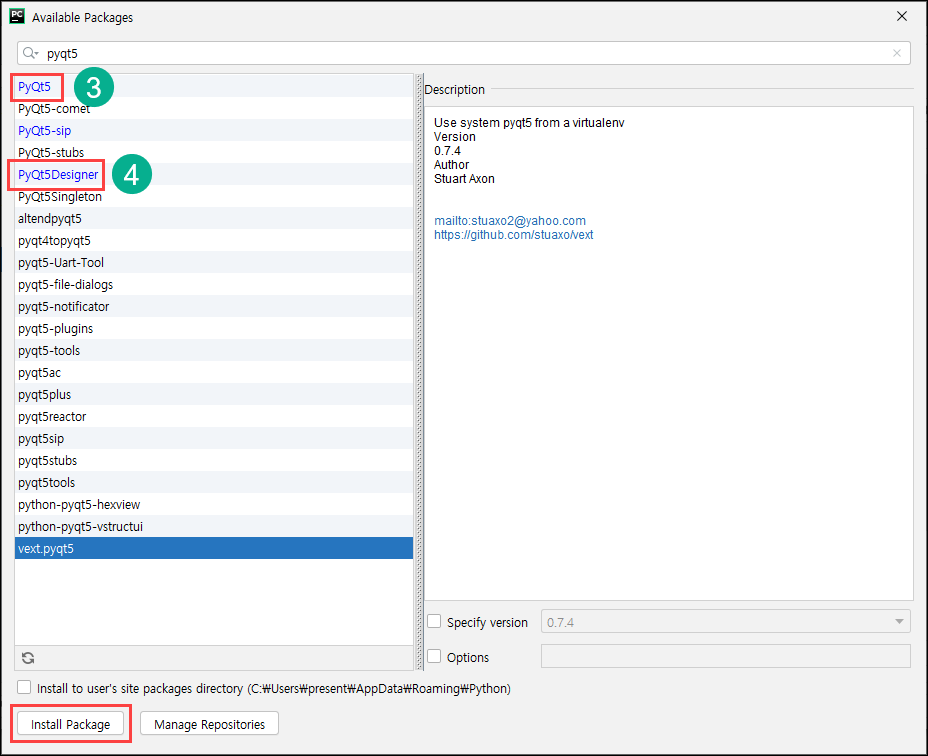 PC Available Packages
pyqt5
PyQt5
3
PyQt5-comet
PyQt5-sip
PyQt5-stubs
PyQt5Designer
4
PyQt5Singleton
altendpyqt5
pyqt4topyqt5
pyqt5-Uart-Tool
pyqt5-file-dialogs
pyqt5-notificator
pyqt5-plugins
pyqt5-tools
pyqt5ac
pyqt5plus
pyqt5reactor
pyqt5sip
pyqt5stubs
pyqt5tools
python-pyqt5-hexview
python-pyqt5-vstructui
vext.pyqt5
Description
Use system pyqt5 from a virtualenv
Version
0.7.4
Author
Stuart Axon
mailto:stuaxo2@yahoo.com
https://github.com/stuaxo/vext
Specify version 0.7.4
Options
Install to user's site packages directory (C:₩Users₩present₩AppData₩Roaming₩Python)
Install Package Manage Repositories